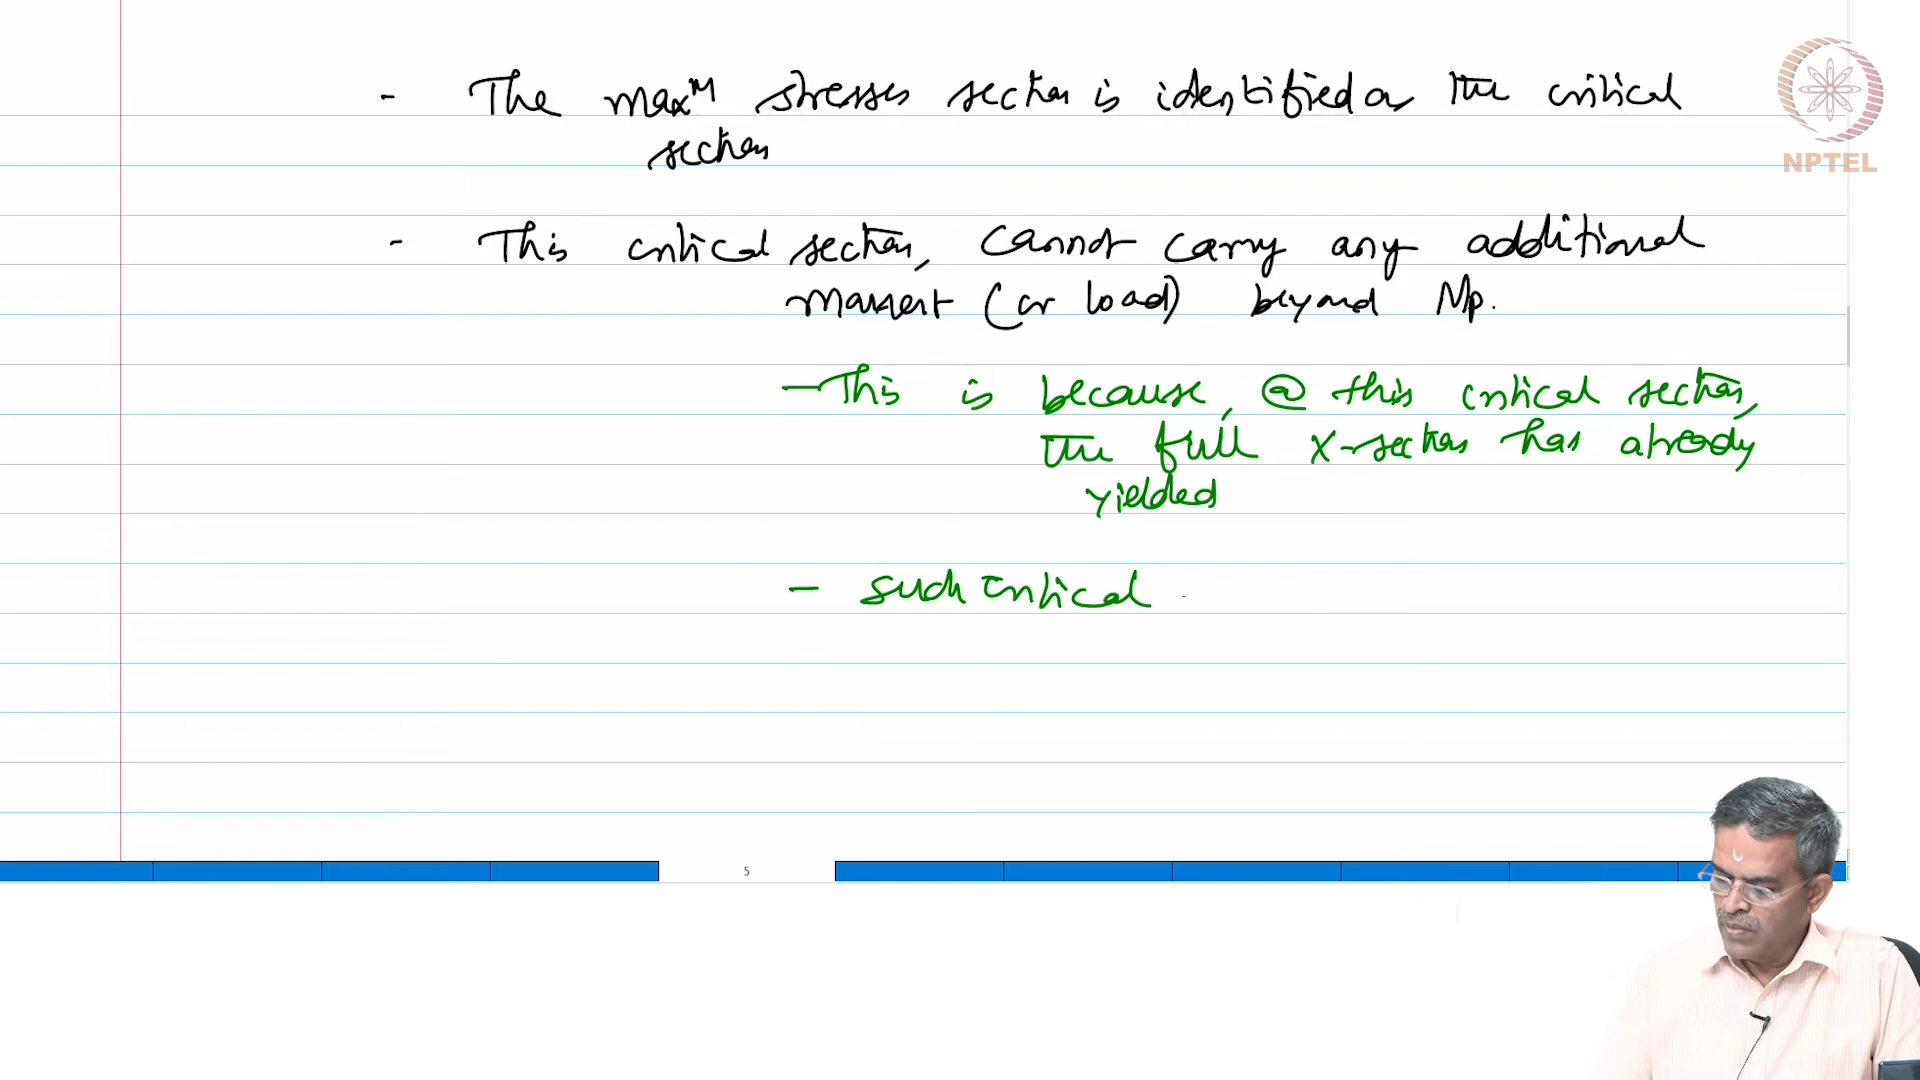 - The maxᵐ stresses section is identified as the critical
section
- This critical section, cannot carry any additional
moment (or load) beyond Mp.
- This is because, @ this critical section,
the full x-section has already
yielded
- such critical
NPTEL
5